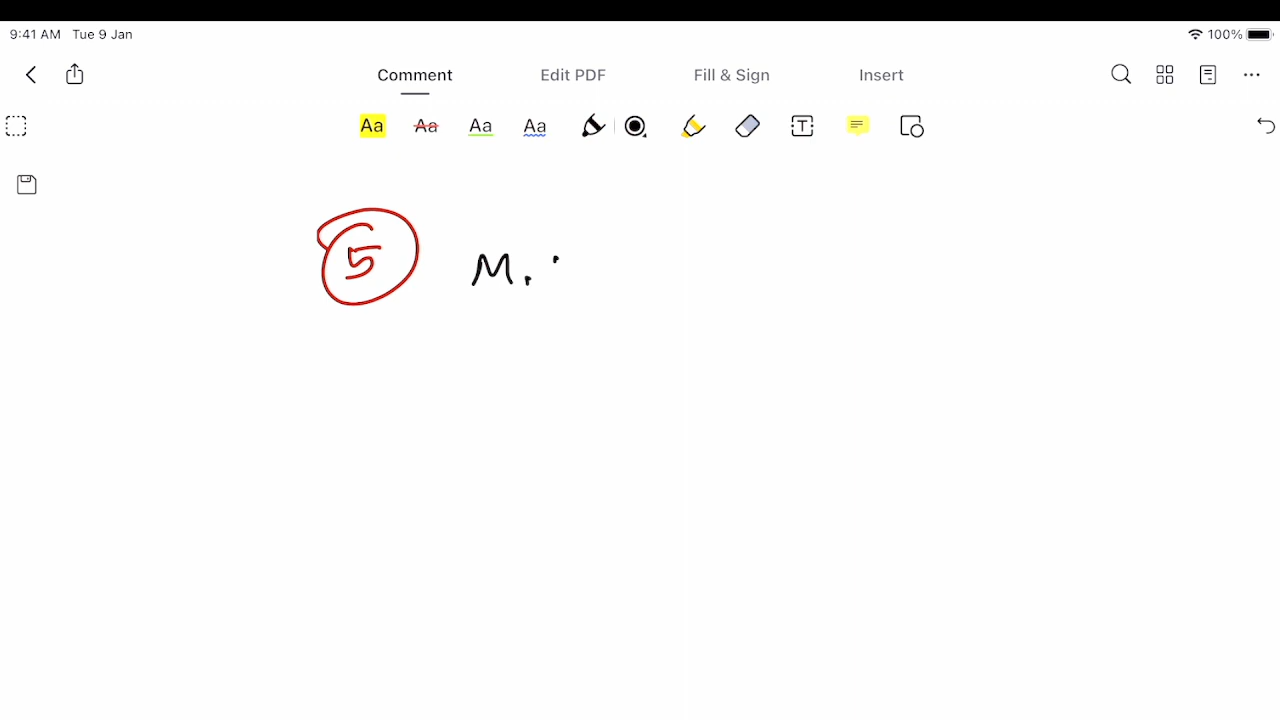 9:41 AM Tue 9 Jan 100%
Comment Edit PDF Fill & Sign Insert
Aa Aa Aa Aa T
5 M.